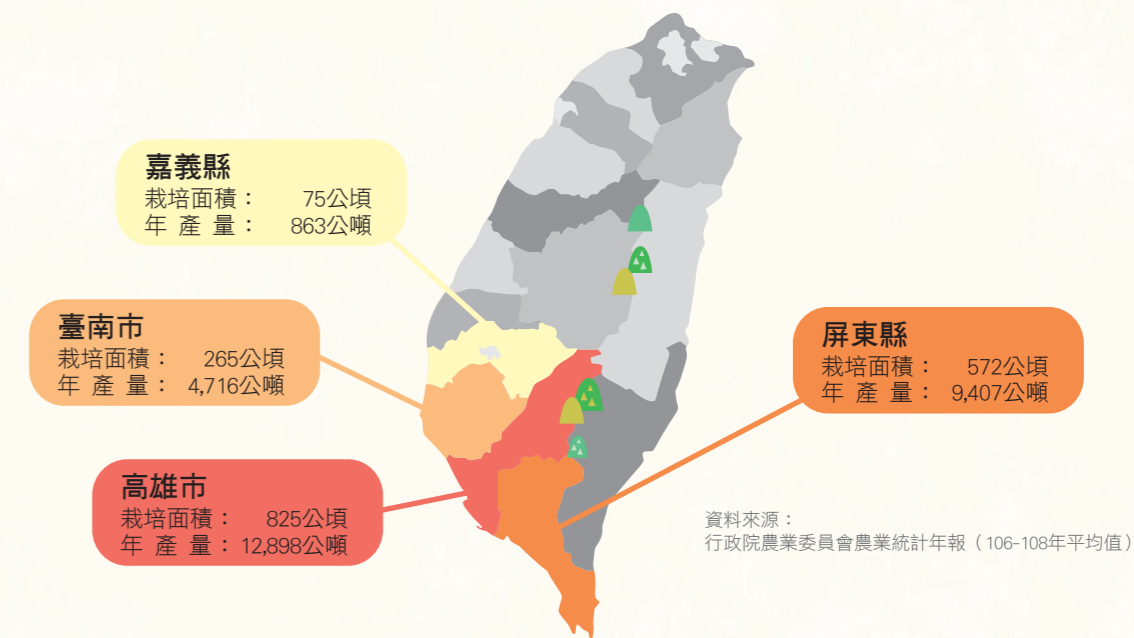 嘉義縣
栽培面積： 75公頃
年產量： 863公噸
臺南市
栽培面積： 265公頃
年產量： 4,716公噸
高雄市
栽培面積： 825公頃
年產量：12,898公噸
屏東縣
栽培面積： 572公頃
年產量： 9,407公噸
資料來源：
行政院農業委員會農業統計年報（106-108年平均值）